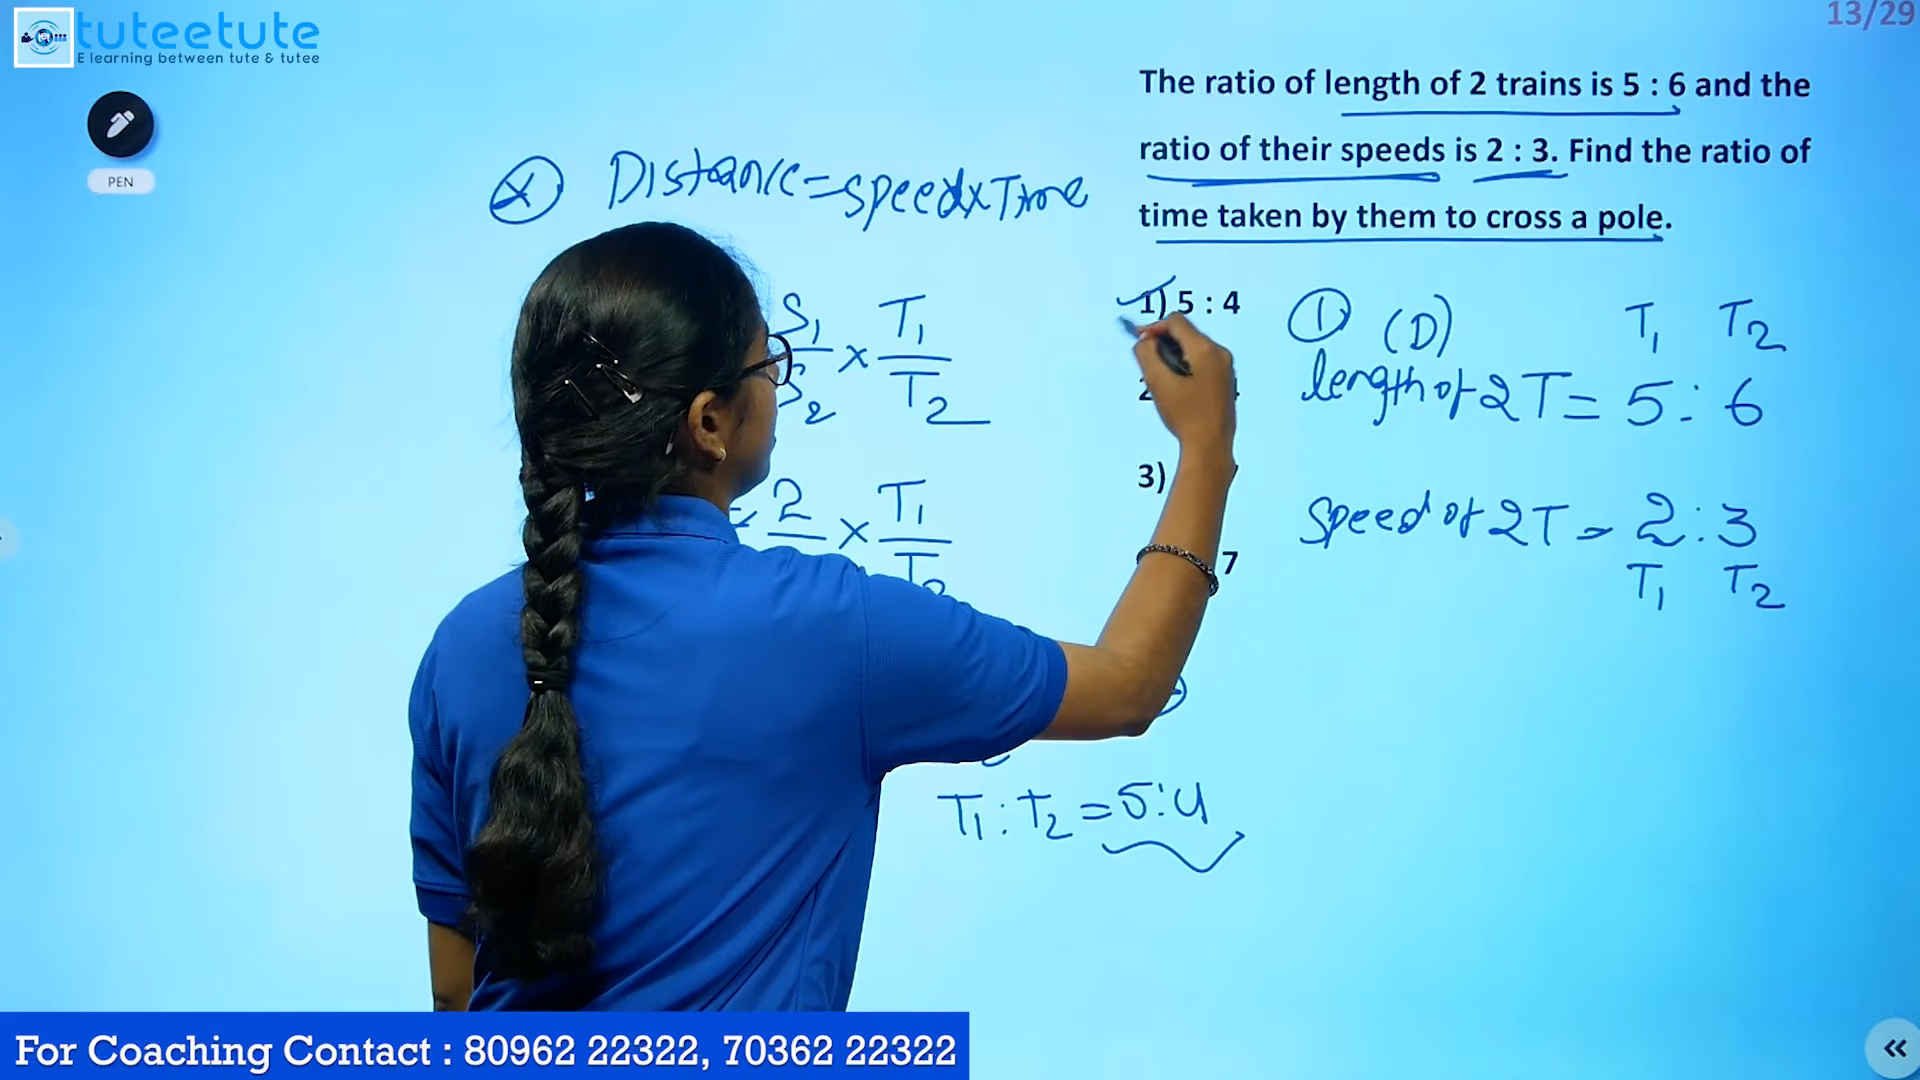 tuteetute
E learning between tute & tutee
13/29
PEN
The ratio of length of 2 trains is 5 : 6 and the
ratio of their speeds is 2 : 3. Find the ratio of
time taken by them to cross a pole.
Distance = speed x Time
S1 T1
x
S2 T2
= 2 x T1
T2
1) 5 : 4
3)
7
① (D) T1 T2
length of 2T = 5 : 6
speed of 2T = 2 : 3
T1 T2
T1 : T2 = 5 : 4
For Coaching Contact : 80962 22322, 70362 22322